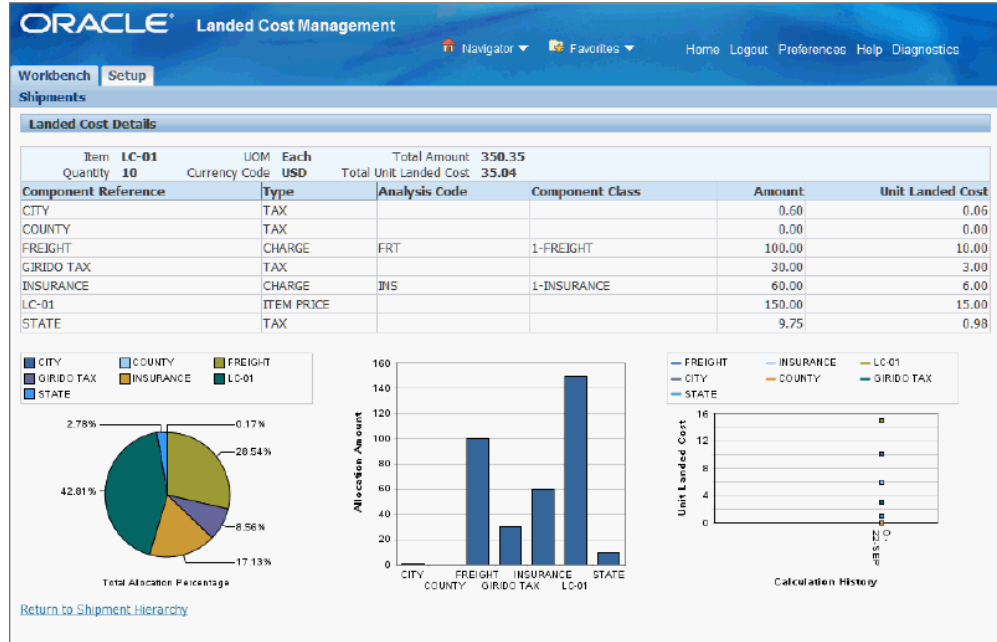 ORACLE® Landed Cost Management
Navigator Favorites Home Logout Preferences Help Diagnostics
Workbench Setup
Shipments
Landed Cost Details
Item LC-01 UOM Each Total Amount 350.35
Quantity 10 Currency Code USD Total Unit Landed Cost 35.04
Component Reference Type Analysis Code Component Class Amount Unit Landed Cost
CITY TAX 0.60 0.06
COUNTY TAX 0.00 0.00
FREIGHT CHARGE FRT 1-FREIGHT 100.00 10.00
GIRIDO TAX TAX 30.00 3.00
INSURANCE CHARGE INS 1-INSURANCE 60.00 6.00
LC-01 ITEM PRICE 150.00 15.00
STATE TAX 9.75 0.98
CITY COUNTY FREIGHT
GIRIDO TAX INSURANCE LC-01
STATE
2.78% 0.17%
28.54%
42.81%
8.56%
17.13%
Total Allocation Percentage
160
140
120
100
80
60
40
20
0
Allocation Amount
CITY FREIGHT INSURANCE STATE
COUNTY GIRIDO TAX LC-01
FREIGHT INSURANCE LC-01
CITY COUNTY GIRIDO TAX
STATE
16
12
8
4
0
Unit Landed Cost
0-
22-SEP
Calculation History
Return to Shipment Hierarchy